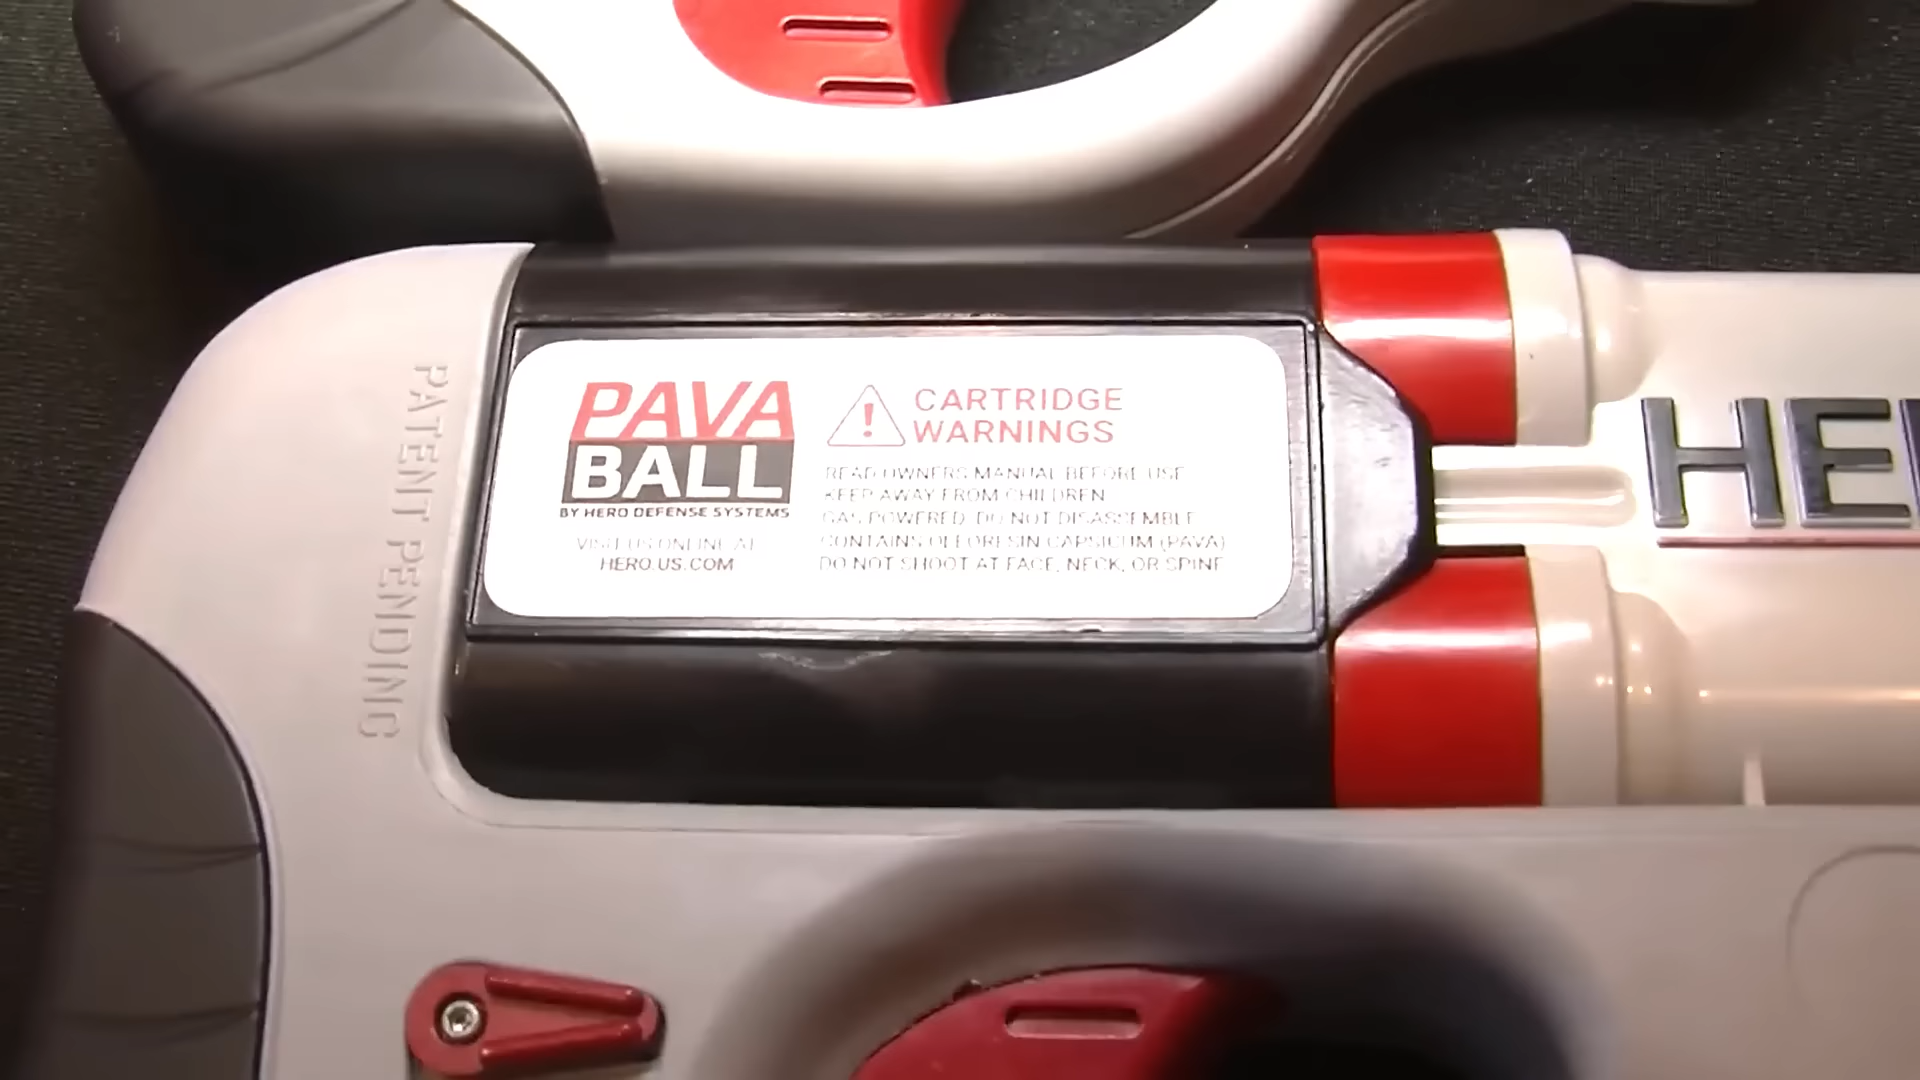 PATENT PENDING
PAVA
BALL
BY HERO DEFENSE SYSTEMS
VISIT US ONLINE AT
HERO.US.COM
CARTRIDGE
WARNINGS
READ OWNERS MANUAL BEFORE USE
KEEP AWAY FROM CHILDREN
GAS POWERED. DO NOT DISASSEMBLE
CONTAINS OLEORESIN CAPSICUM (PAVA)
DO NOT SHOOT AT FACE, NECK, OR SPINE
HE